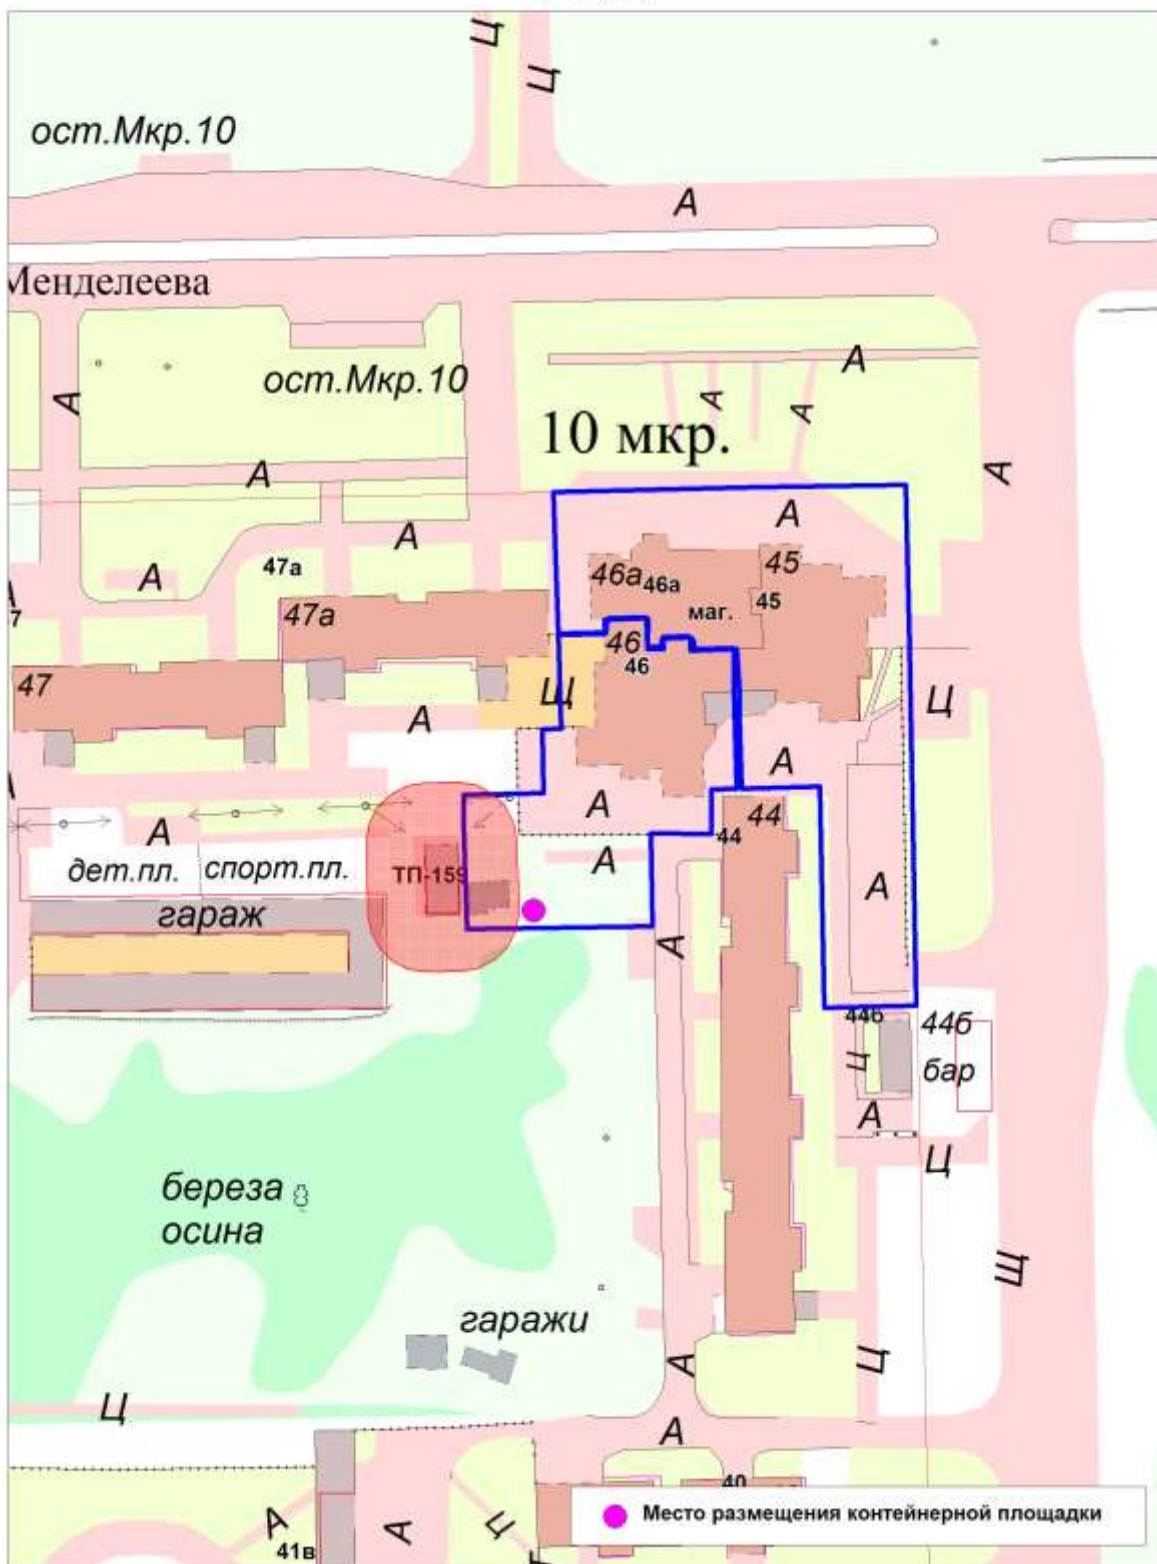 Ц
Ц
ост.Мкр.10
А
Менделеева
А
ост.Мкр.10
А
А
А
10 мкр.
А
А
А
А
А
47а
47а
46а
46а
45
45
маг.
47
46
46
Щ
А
Ц
А
А
А
дет.пл.
спорт.пл.
ТП-159
А
44
44
А
гараж
А
44б
44б
Ц
бар
А
Ц
береза
осина
Щ
гаражи
А
Ц
Ц
А
40
А
41в
А
Ц
Место размещения контейнерной площадки